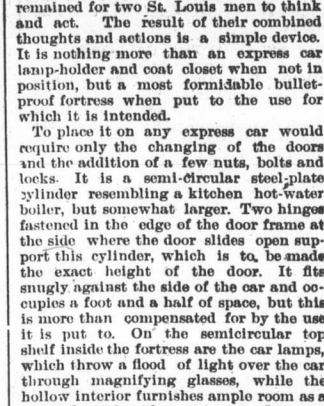 remained for two St. Louis men to think
and act. The result of their combined
thoughts and actions is a simple device.
It is nothing more than an express car
lamp-holder and coat closet when not in
position, but a most formidable bullet-
proof fortress when put to the use for
which it is intended.
To place it on any express car would
require only the changing of the doors
and the addition of a few nuts, bolts and
locks. It is a semi-circular steel-plate
cylinder resembling a kitchen hot-water
boiler, but somewhat larger. Two hinges
fastened in the edge of the door frame at
the side where the door slides open sup-
port this cylinder, which is to be made
the exact height of the door. It fits
snugly against the side of the car and oc-
cupies a foot and a half of space, but this
is more than compensated for by the use
it is put to. On the semicircular top
shelf inside the fortress are the car lamps,
which throw a flood of light over the car
through magnifying glasses, while the
hollow interior furnishes ample room as a